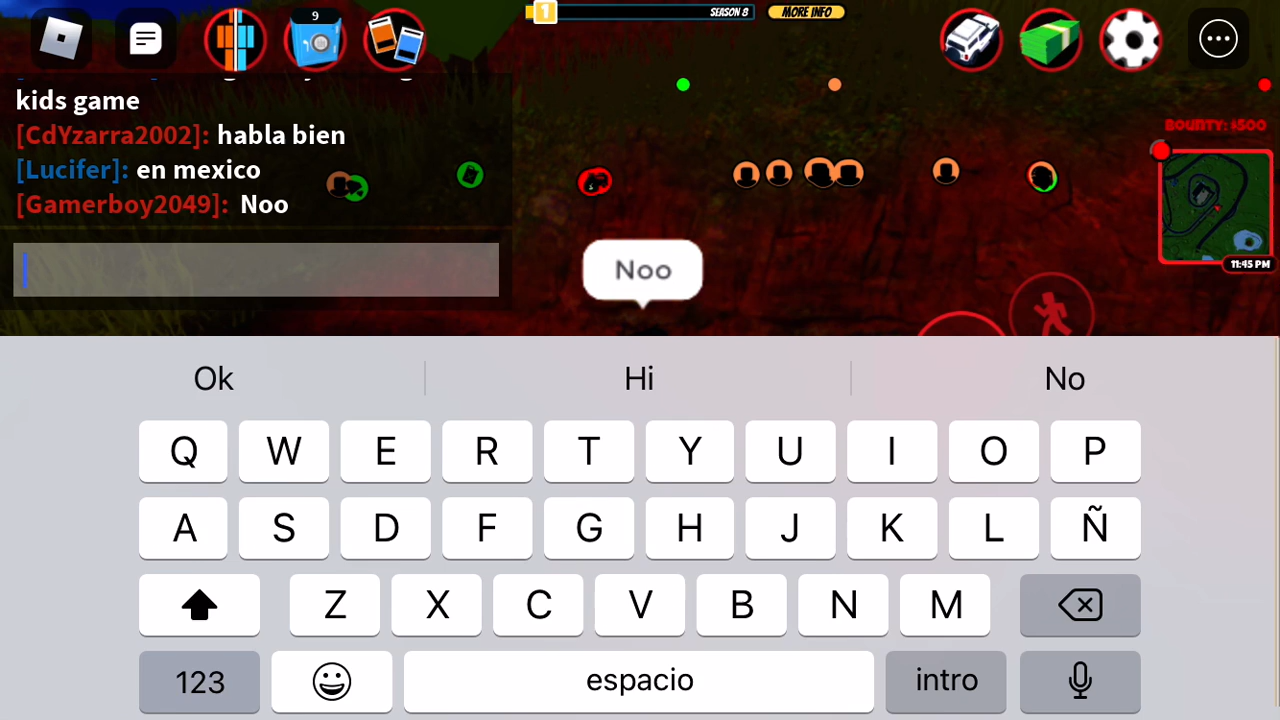 9
1
SEASON 8
MORE INFO
kids game
[CdYzarra2002]: habla bien
[Lucifer]: en mexico
[Gamerboy2049]: Noo
BOUNTY: $500
Noo
11:45 PM
Ok Hi No
Q W E R T Y U I O P
A S D F G H J K L Ñ
Z X C V B N M
123 espacio intro